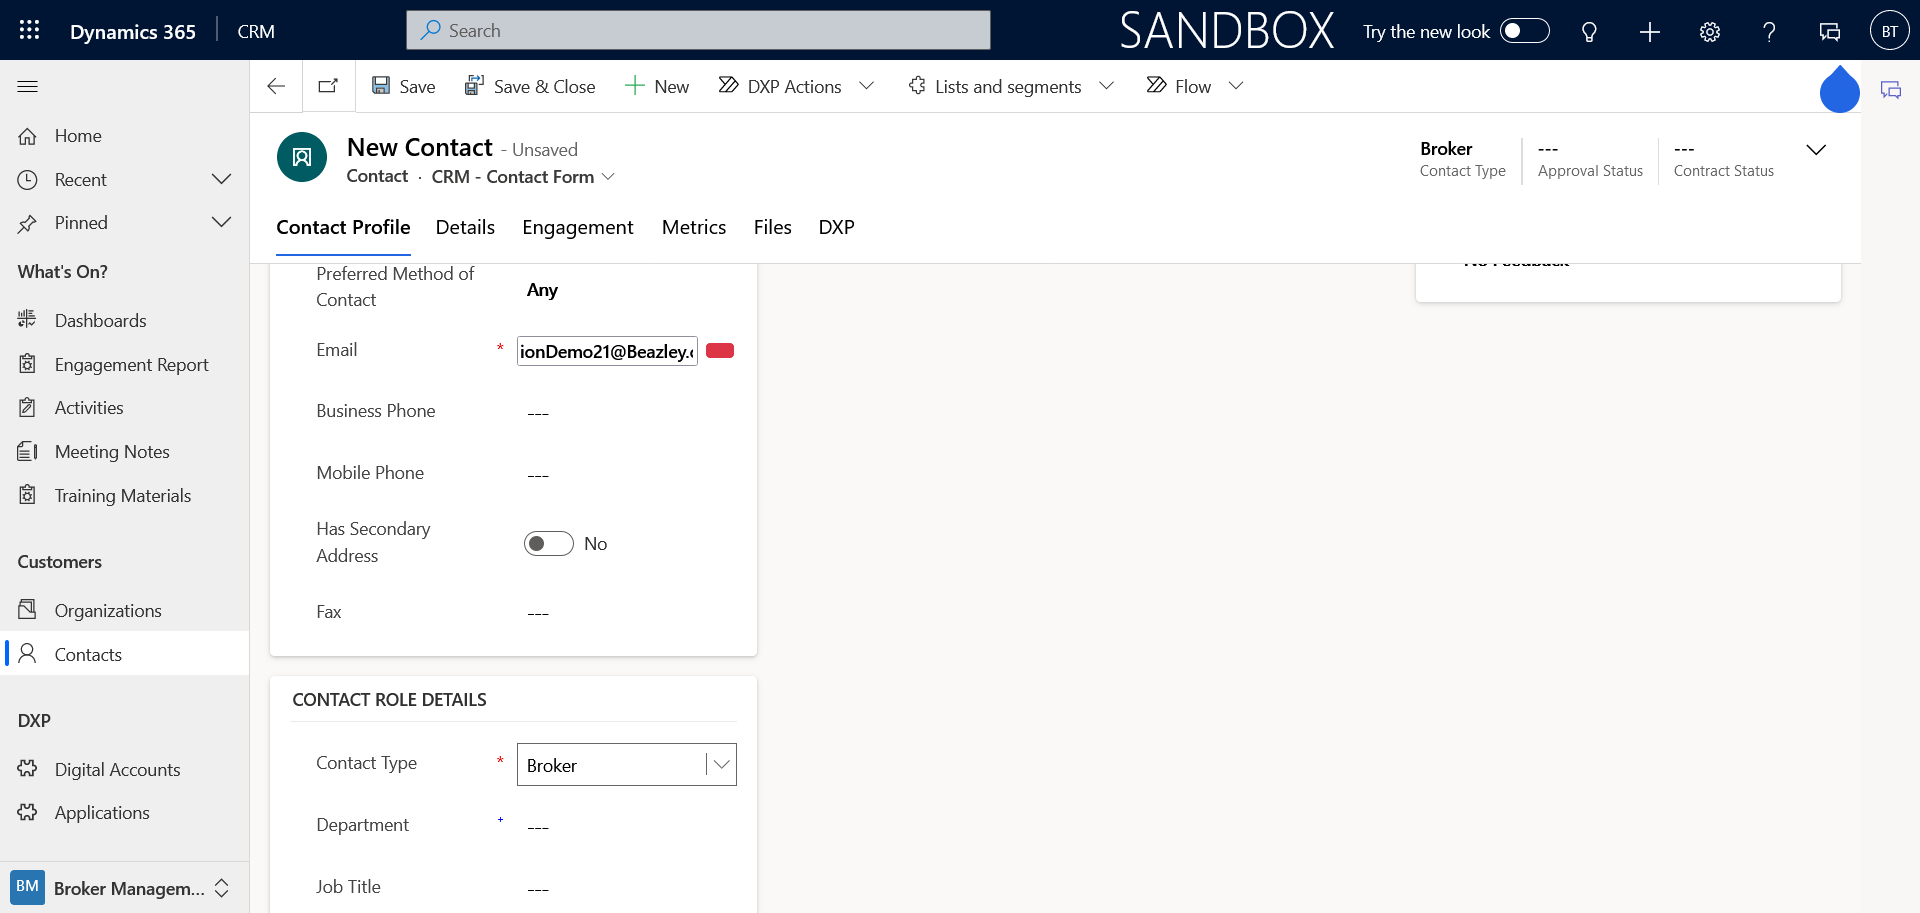 Dynamics 365
CRM
Search
SANDBOX
Try the new look
BT
Save
Save & Close
New
DXP Actions
Lists and segments
Flow
Home
Recent
Pinned
What's On?
Dashboards
Engagement Report
Activities
Meeting Notes
Training Materials
Customers
Organizations
Contacts
DXP
Digital Accounts
Applications
BM Broker Managem...
New Contact - Unsaved
Contact · CRM - Contact Form
Broker
Contact Type
---
Approval Status
---
Contract Status
Contact Profile
Details
Engagement
Metrics
Files
DXP
Preferred Method of
Contact
Any
Email * ionDemo21@Beazley.
Business Phone ---
Mobile Phone ---
Has Secondary
Address
No
Fax ---
CONTACT ROLE DETAILS
Contact Type * Broker
Department + ---
Job Title ---
No Feedback